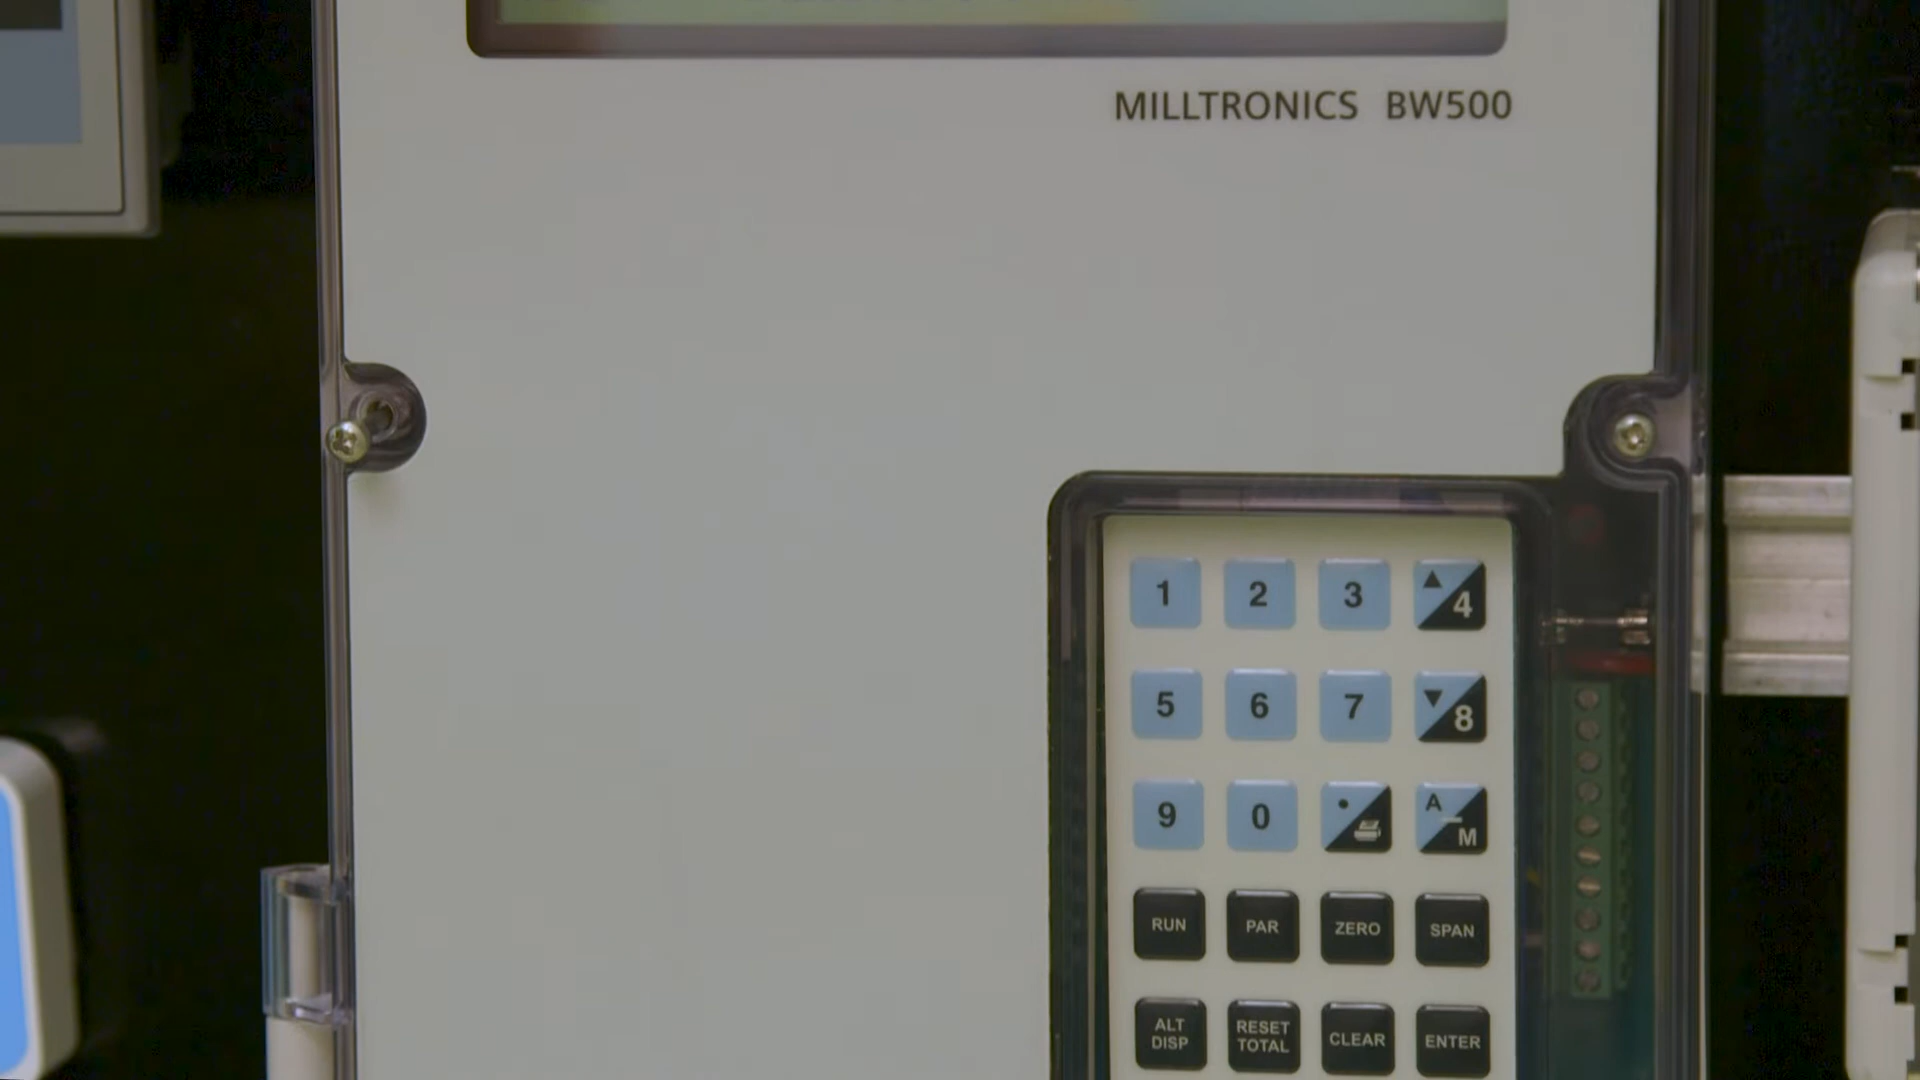 MILLTRONICS BW500
1 2 3 4
5 6 7 8
9 0 . A M
RUN PAR ZERO SPAN
ALT DISP RESET TOTAL CLEAR ENTER